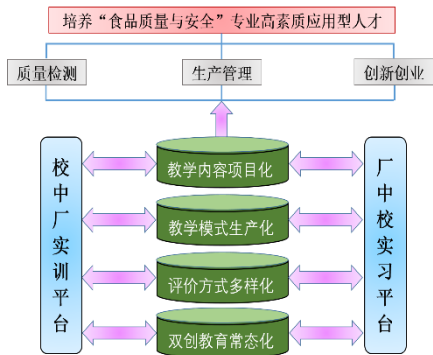 培养“食品质量与安全”专业高素质应用型人才
质量检测
生产管理
创新创业
校中厂实训平台
教学内容项目化
教学模式生产化
评价方式多样化
双创教育常态化
厂中校实习平台